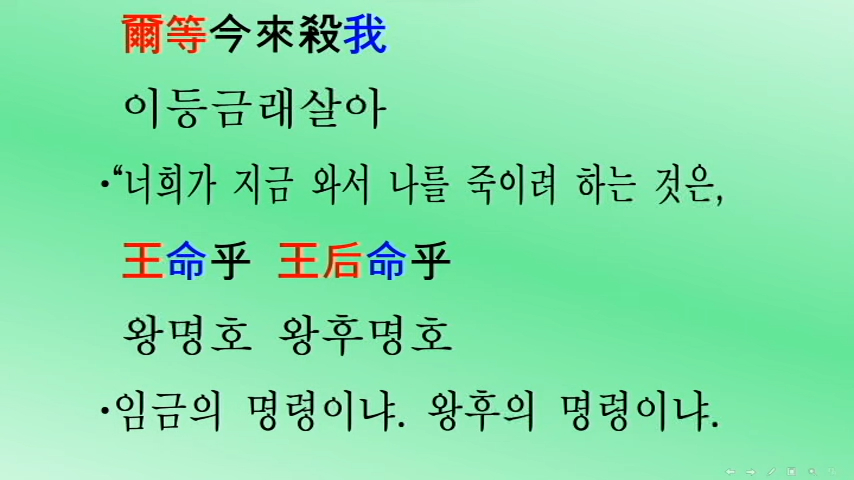 爾等今來殺我
이등금래살아
•“너희가 지금 와서 나를 죽이려 하는 것은,
王命乎 王后命乎
왕명호 왕후명호
•임금의 명령이냐. 왕후의 명령이냐.